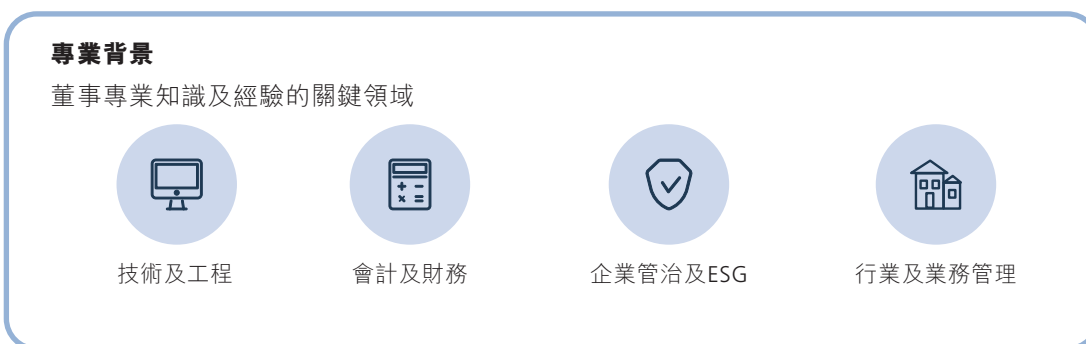 專業背景
董事專業知識及經驗的關鍵領域
技術及工程
會計及財務
企業管治及ESG
行業及業務管理